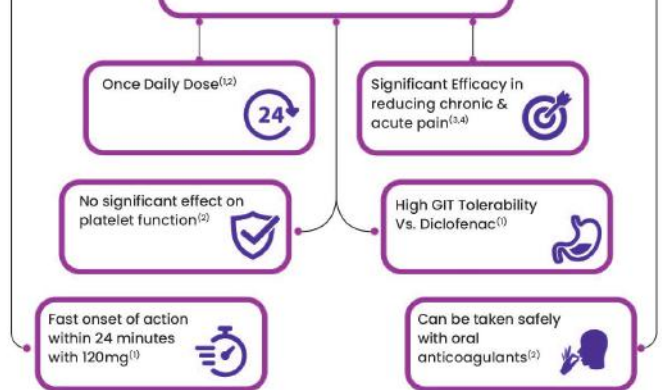 Once Daily Dose(1,2)
24
Significant Efficacy in
reducing chronic &
acute pain(3,4)
No significant effect on
platelet function(2)
High GIT Tolerability
Vs. Diclofenac(1)
Fast onset of action
within 24 minutes
with 120mg(1)
Can be taken safely
with oral
anticoagulants(2)